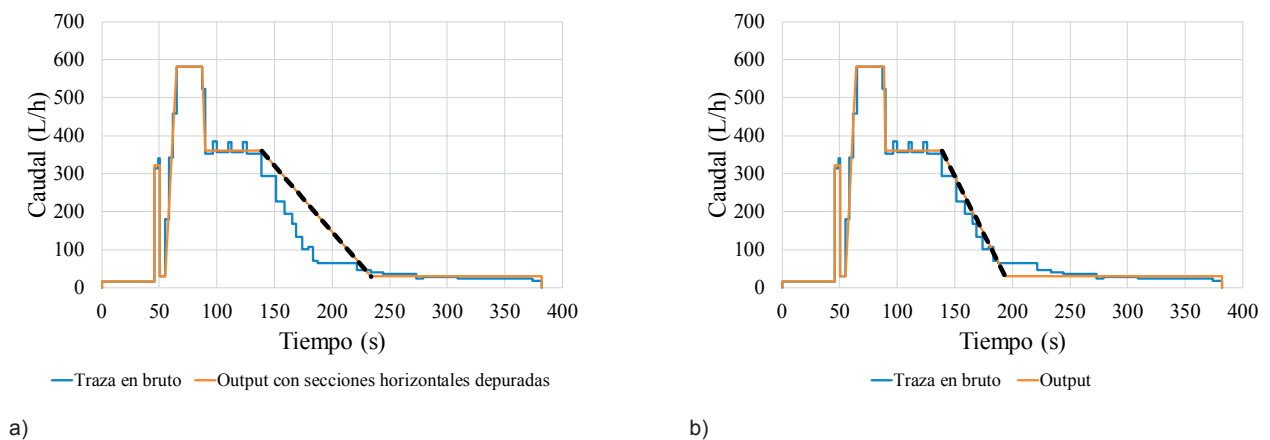 700
600
500
400
300
200
100
0
Caudal (L/h)
0 50 100 150 200 250 300 350 400
Tiempo (s)
Traza en bruto Output con secciones horizontales depuradas
a)
700
600
500
400
300
200
100
0
Caudal (L/h)
0 50 100 150 200 250 300 350 400
Tiempo (s)
Traza en bruto Output
b)